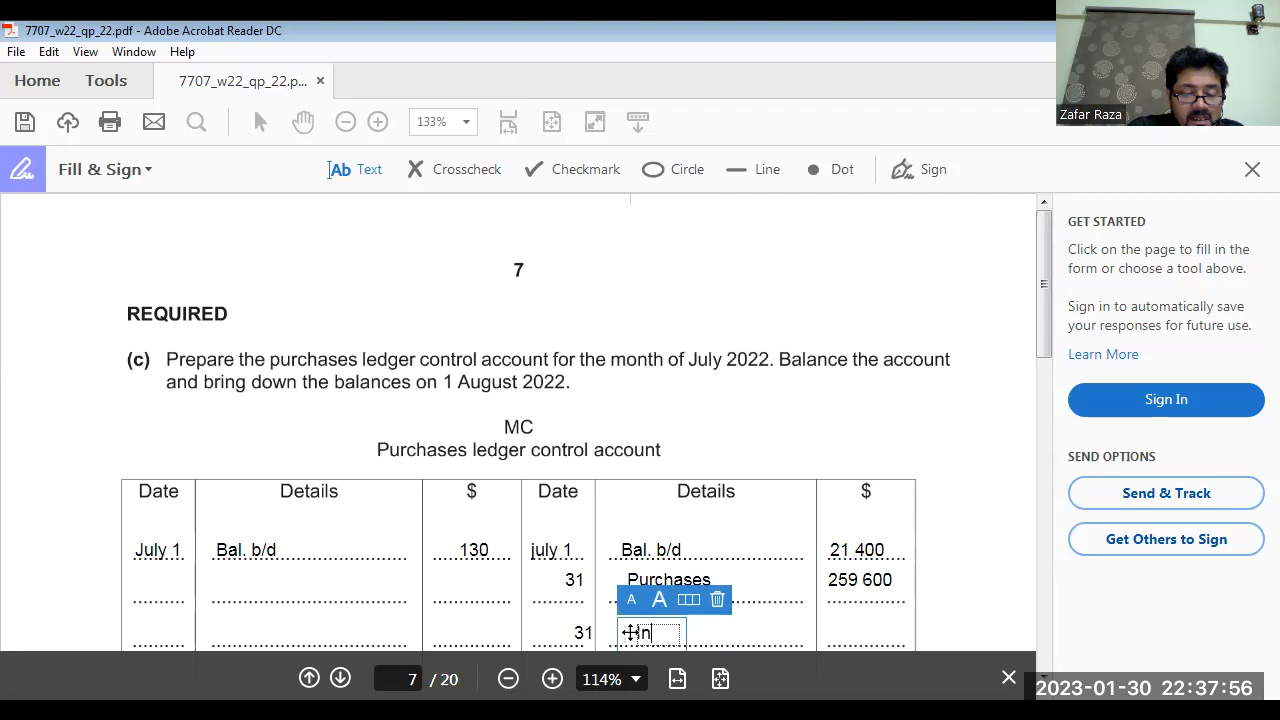 7707_w22_qp_22.pdf - Adobe Acrobat Reader DC
File Edit View Window Help
Home Tools 7707_w22_qp_22.p... ×
133%
Zafar Raza
Fill & Sign Ab Text Crosscheck Checkmark Circle Line Dot Sign
7
REQUIRED
(c) Prepare the purchases ledger control account for the month of July 2022. Balance the account
and bring down the balances on 1 August 2022.
MC
Purchases ledger control account
Date Details $ Date Details $
July 1 Bal. b/d 130 july 1 Bal. b/d 21 400
31 Purchases 259 600
A A
31 In
GET STARTED
Click on the page to fill in the
form or choose a tool above.
Sign in to automatically save
your responses for future use.
Learn More
Sign In
SEND OPTIONS
Send & Track
Get Others to Sign
7 / 20 114%
2023-01-30 22:37:56